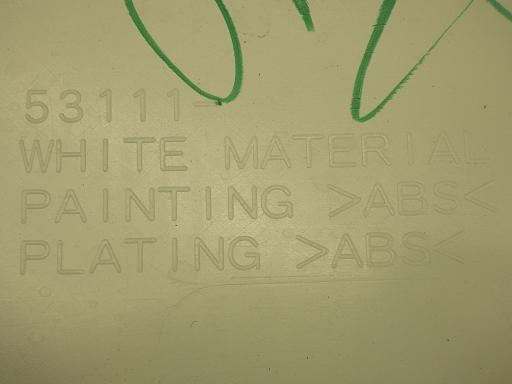 53111-
WHITE MATERIAL
PAINTING >ABS<
PLATING >ABS<